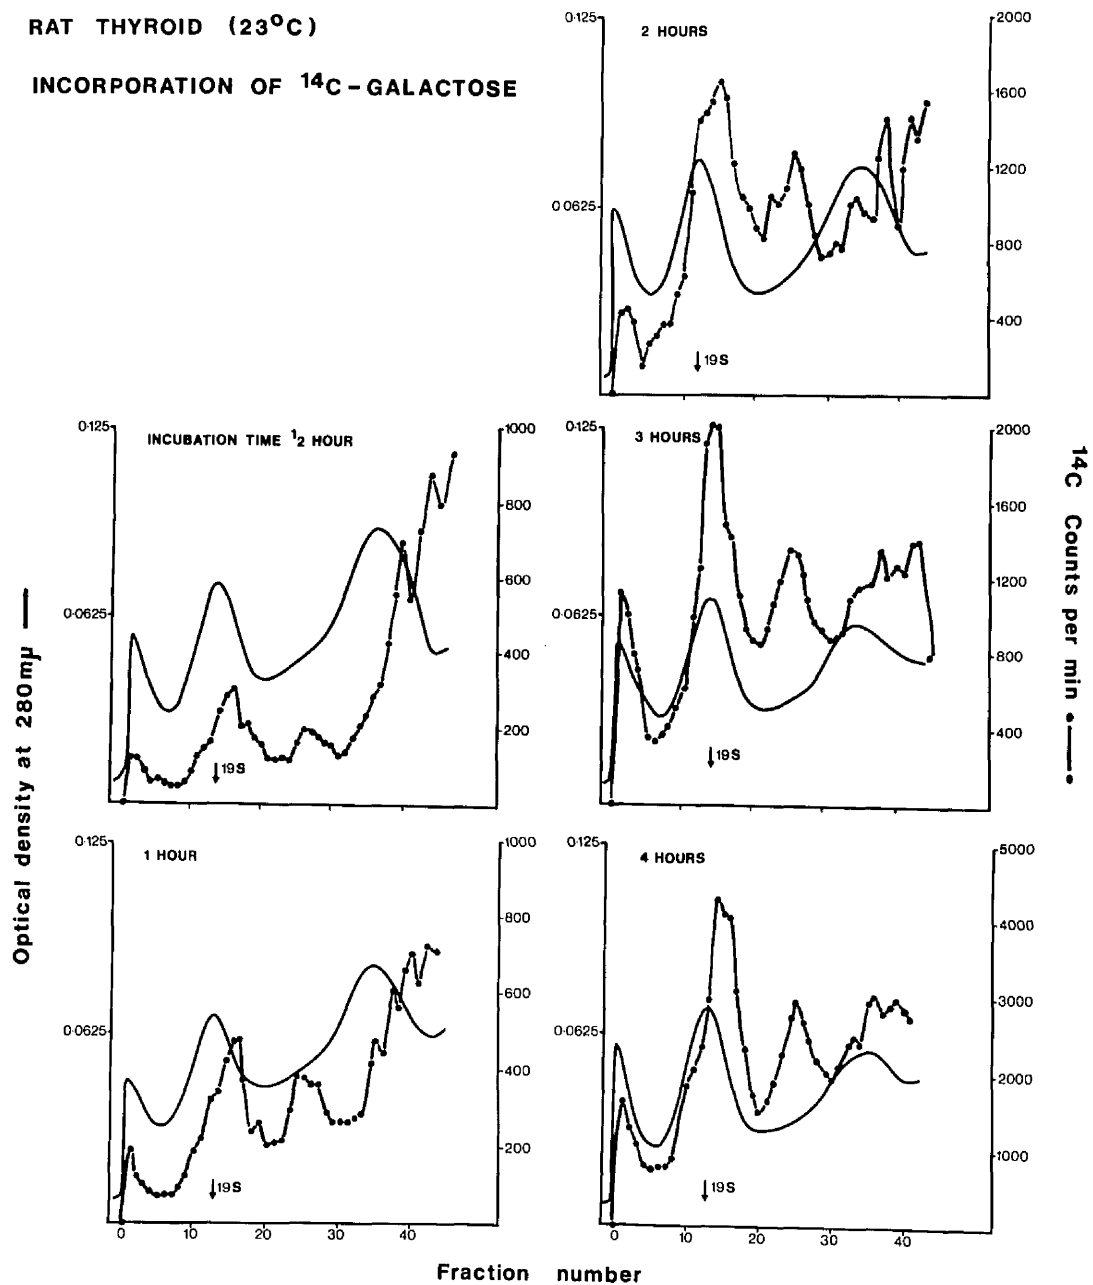 RAT THYROID (23°C)
INCORPORATION OF ¹⁴C-GALACTOSE
0·125
2 HOURS
2000
1600
1200
0·0625
800
400
19S
0·125
INCUBATION TIME ½ HOUR
1000
800
600
0·0625
400
200
19S
0·125
3 HOURS
2000
1600
1200
0·0625
800
400
19S
¹⁴C Counts per min
Optical density at 280mµ
0·125
1 HOUR
1000
800
600
0·0625
400
200
19S
0 10 20 30 40
0·125
4 HOURS
5000
4000
3000
0·0625
2000
1000
19S
0 10 20 30 40
Fraction number